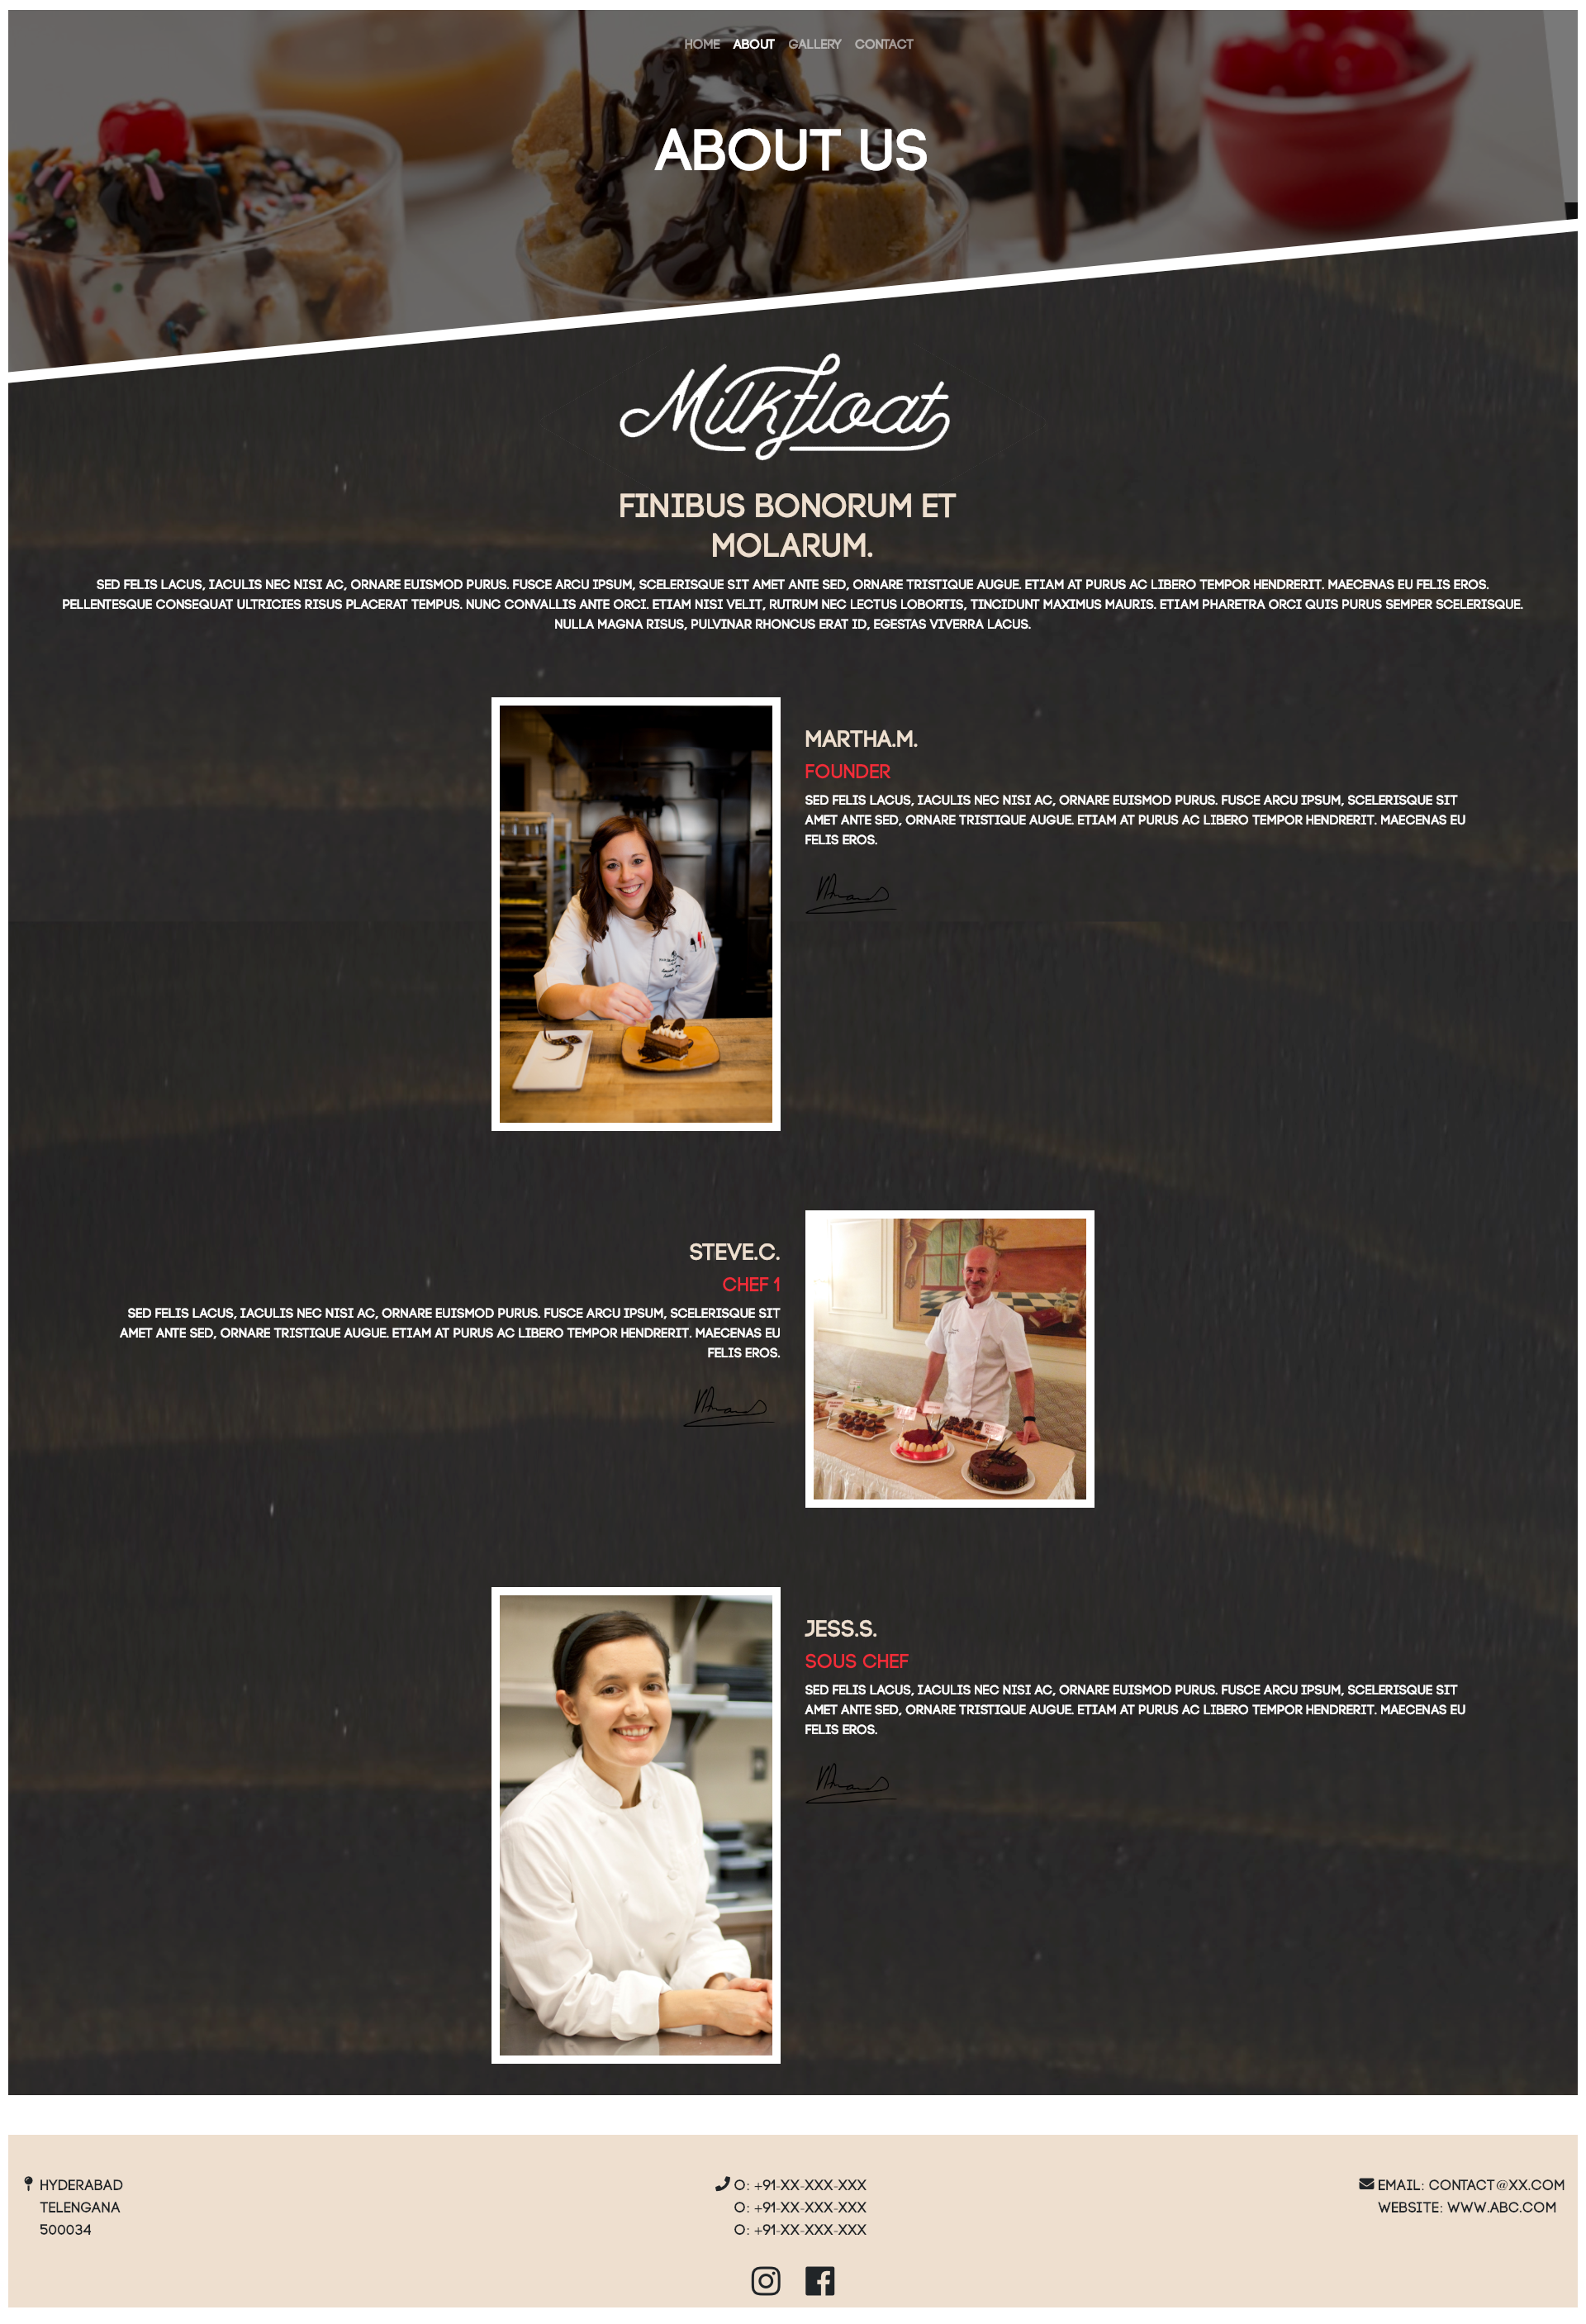 HOME ABOUT GALLERY CONTACT
ABOUT US
Milkfloat
FINIBUS BONORUM ET
MOLARUM.
SED FELIS LACUS, IACULIS NEC NISI AC, ORNARE EUISMOD PURUS. FUSCE ARCU IPSUM, SCELERISQUE SIT AMET ANTE SED, ORNARE TRISTIQUE AUGUE. ETIAM AT PURUS AC LIBERO TEMPOR HENDRERIT. MAECENAS EU FELIS EROS.
PELLENTESQUE CONSEQUAT ULTRICIES RISUS PLACERAT TEMPUS. NUNC CONVALLIS ANTE ORCI. ETIAM NISI VELIT, RUTRUM NEC LECTUS LOBORTIS, TINCIDUNT MAXIMUS MAURIS. ETIAM PHARETRA ORCI QUIS PURUS SEMPER SCELERISQUE.
NULLA MAGNA RISUS, PULVINAR RHONCUS ERAT ID, EGESTAS VIVERRA LACUS.
MARTHA.M.
FOUNDER
SED FELIS LACUS, IACULIS NEC NISI AC, ORNARE EUISMOD PURUS. FUSCE ARCU IPSUM, SCELERISQUE SIT
AMET ANTE SED, ORNARE TRISTIQUE AUGUE. ETIAM AT PURUS AC LIBERO TEMPOR HENDRERIT. MAECENAS EU
FELIS EROS.
STEVE.C.
CHEF 1
SED FELIS LACUS, IACULIS NEC NISI AC, ORNARE EUISMOD PURUS. FUSCE ARCU IPSUM, SCELERISQUE SIT
AMET ANTE SED, ORNARE TRISTIQUE AUGUE. ETIAM AT PURUS AC LIBERO TEMPOR HENDRERIT. MAECENAS EU
FELIS EROS.
JESS.S.
SOUS CHEF
SED FELIS LACUS, IACULIS NEC NISI AC, ORNARE EUISMOD PURUS. FUSCE ARCU IPSUM, SCELERISQUE SIT
AMET ANTE SED, ORNARE TRISTIQUE AUGUE. ETIAM AT PURUS AC LIBERO TEMPOR HENDRERIT. MAECENAS EU
FELIS EROS.
HYDERABAD
TELENGANA
500034
O: +91-XX-XXX-XXX
O: +91-XX-XXX-XXX
O: +91-XX-XXX-XXX
EMAIL: CONTACT@XX.COM
WEBSITE: WWW.ABC.COM